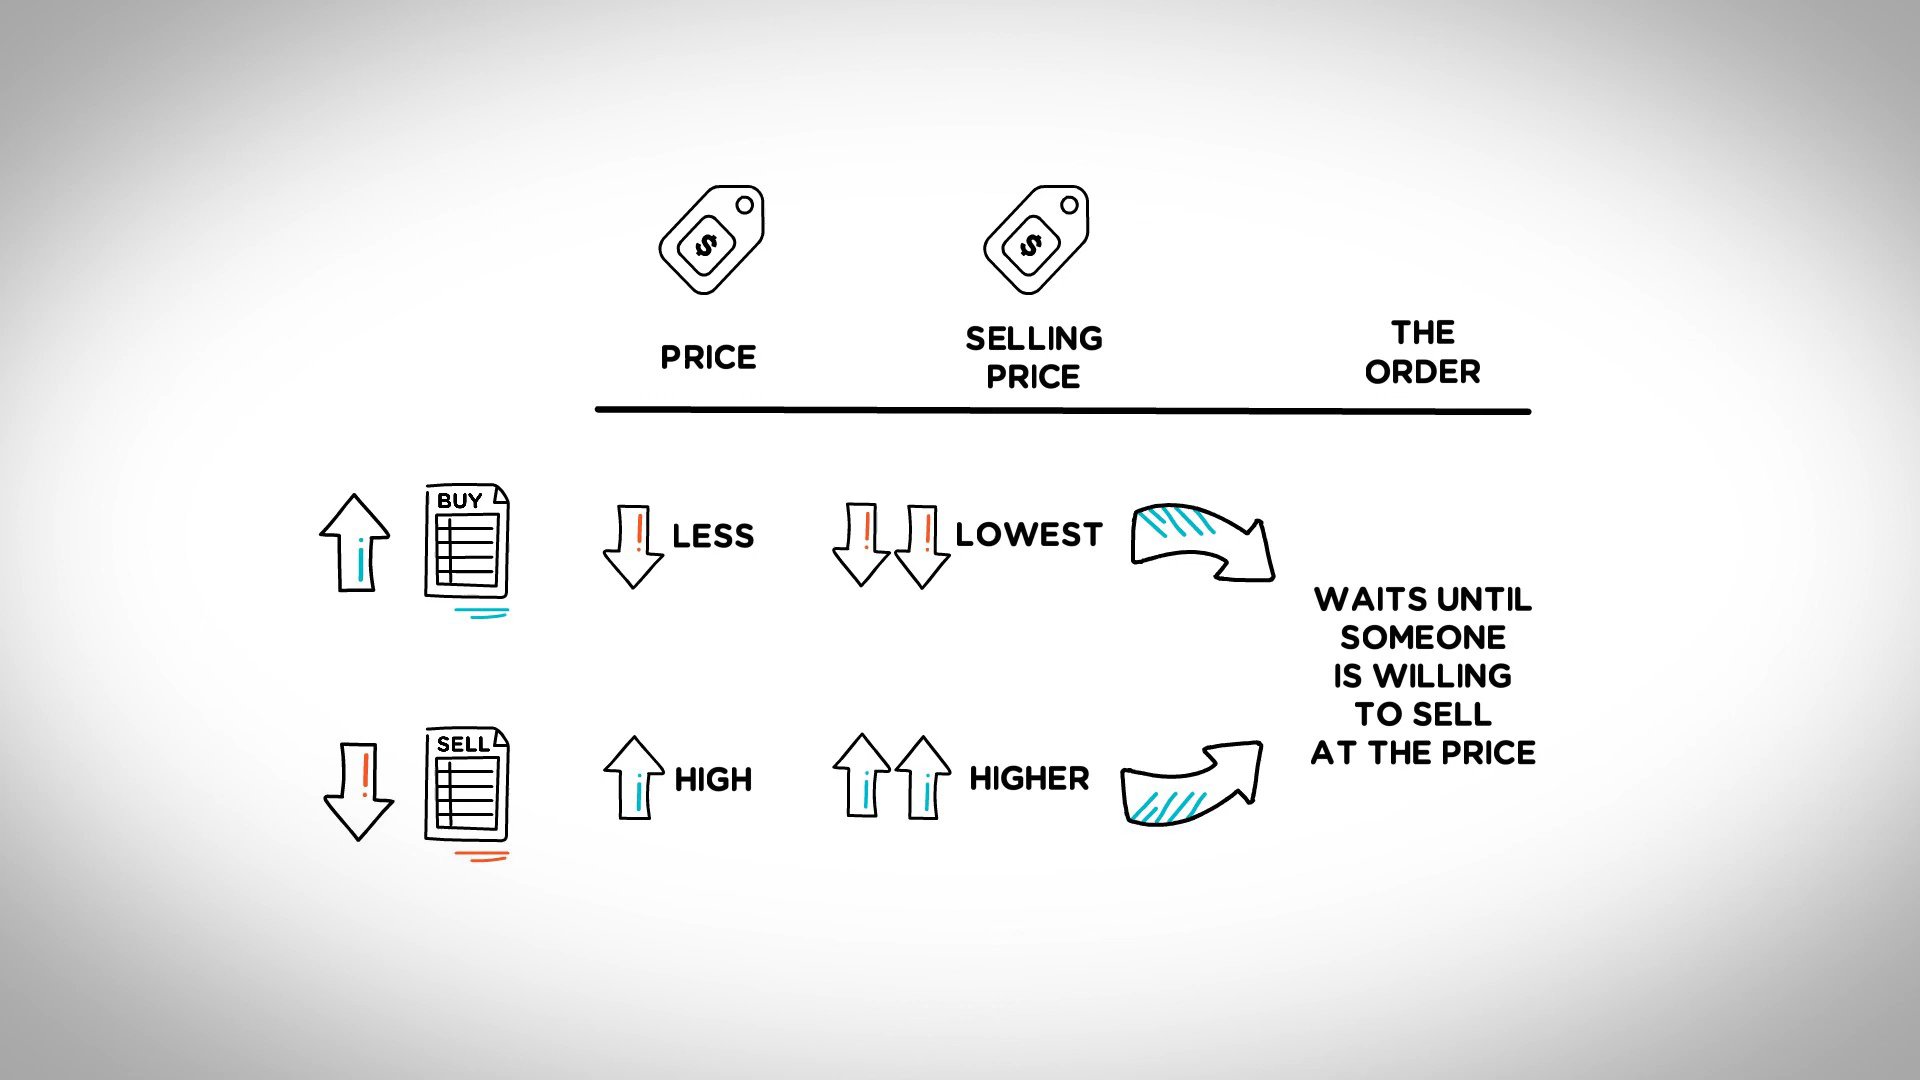 $
$
PRICE
SELLING
PRICE
THE
ORDER
BUY
LESS
LOWEST
WAITS UNTIL
SOMEONE
IS WILLING
TO SELL
AT THE PRICE
SELL
HIGH
HIGHER